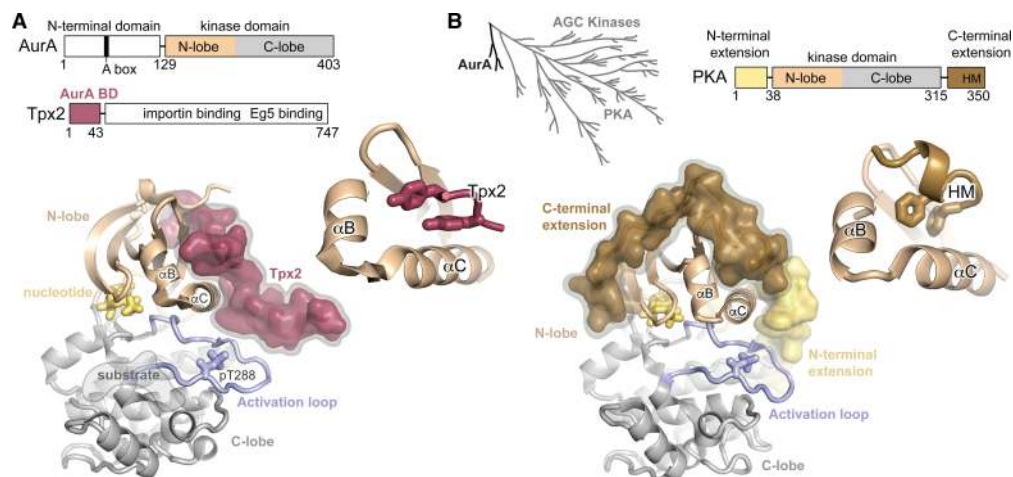 A
N-terminal domain
kinase domain
AurA
N-lobe
C-lobe
1
A box
129
403
AurA BD
Tpx2
importin binding
Eg5 binding
1
43
747
N-lobe
αB
αC
Tpx2
nucleotide
substrate
pT288
Activation loop
C-lobe
Tpx2
αB
αC
B
AGC Kinases
AurA
PKA
N-terminal
extension
kinase domain
C-terminal
extension
PKA
N-lobe
C-lobe
HM
1
38
315
350
C-terminal
extension
αB
αC
N-lobe
N-terminal
extension
Activation loop
C-lobe
HM
αB
αC